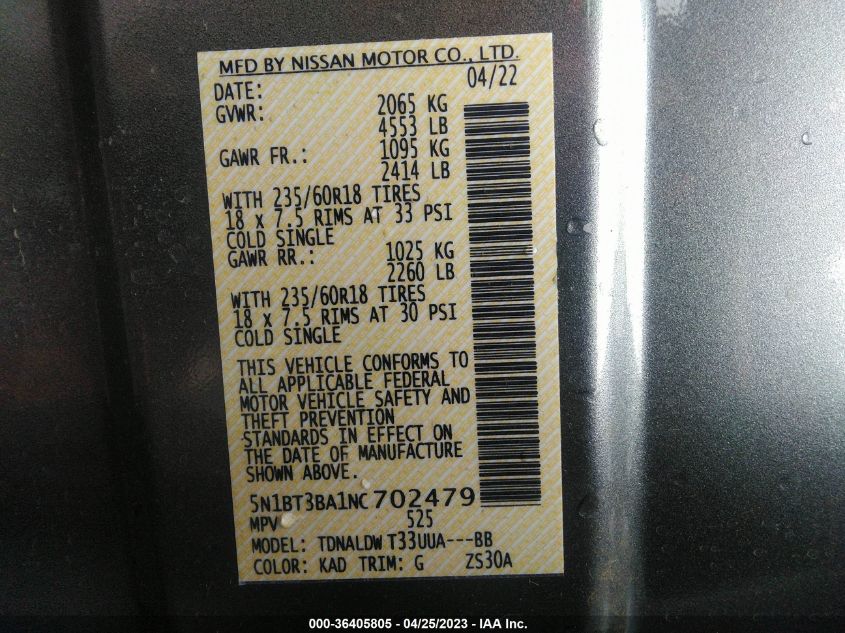 MFD BY NISSAN MOTOR CO., LTD.
DATE: 04/22
GVWR: 2065 KG
4553 LB
GAWR FR.: 1095 KG
2414 LB
WITH 235/60R18 TIRES
18 x 7.5 RIMS AT 33 PSI
COLD SINGLE
GAWR RR.: 1025 KG
2260 LB
WITH 235/60R18 TIRES
18 x 7.5 RIMS AT 30 PSI
COLD SINGLE
THIS VEHICLE CONFORMS TO
ALL APPLICABLE FEDERAL
MOTOR VEHICLE SAFETY AND
THEFT PREVENTION
STANDARDS IN EFFECT ON
THE DATE OF MANUFACTURE
SHOWN ABOVE.
5N1BT3BA1NC702479
MPV 525
MODEL: TDNALDW T33UUA---BB
COLOR: KAD TRIM: G ZS30A
000-36405805 - 04/25/2023 - IAA Inc.